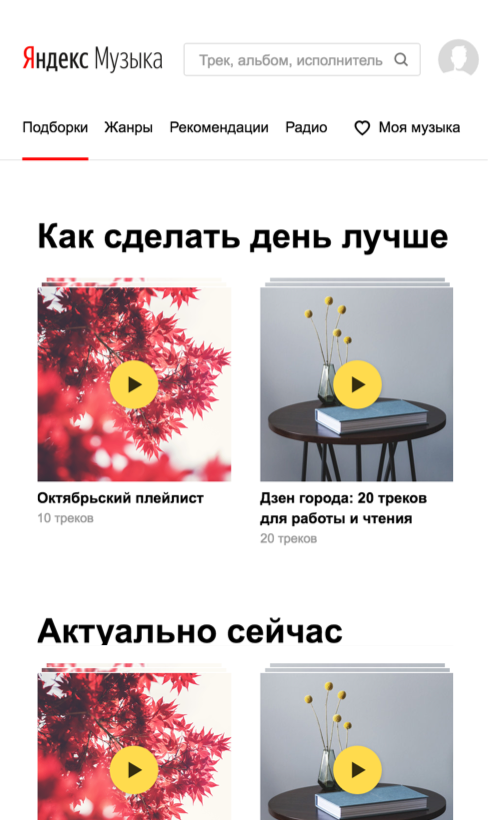 Яндекс Музыка
Трек, альбом, исполнитель
Подборки Жанры Рекомендации Радио Моя музыка
Как сделать день лучше
Октябрьский плейлист
10 треков
Дзен города: 20 треков
для работы и чтения
20 треков
Актуально сейчас